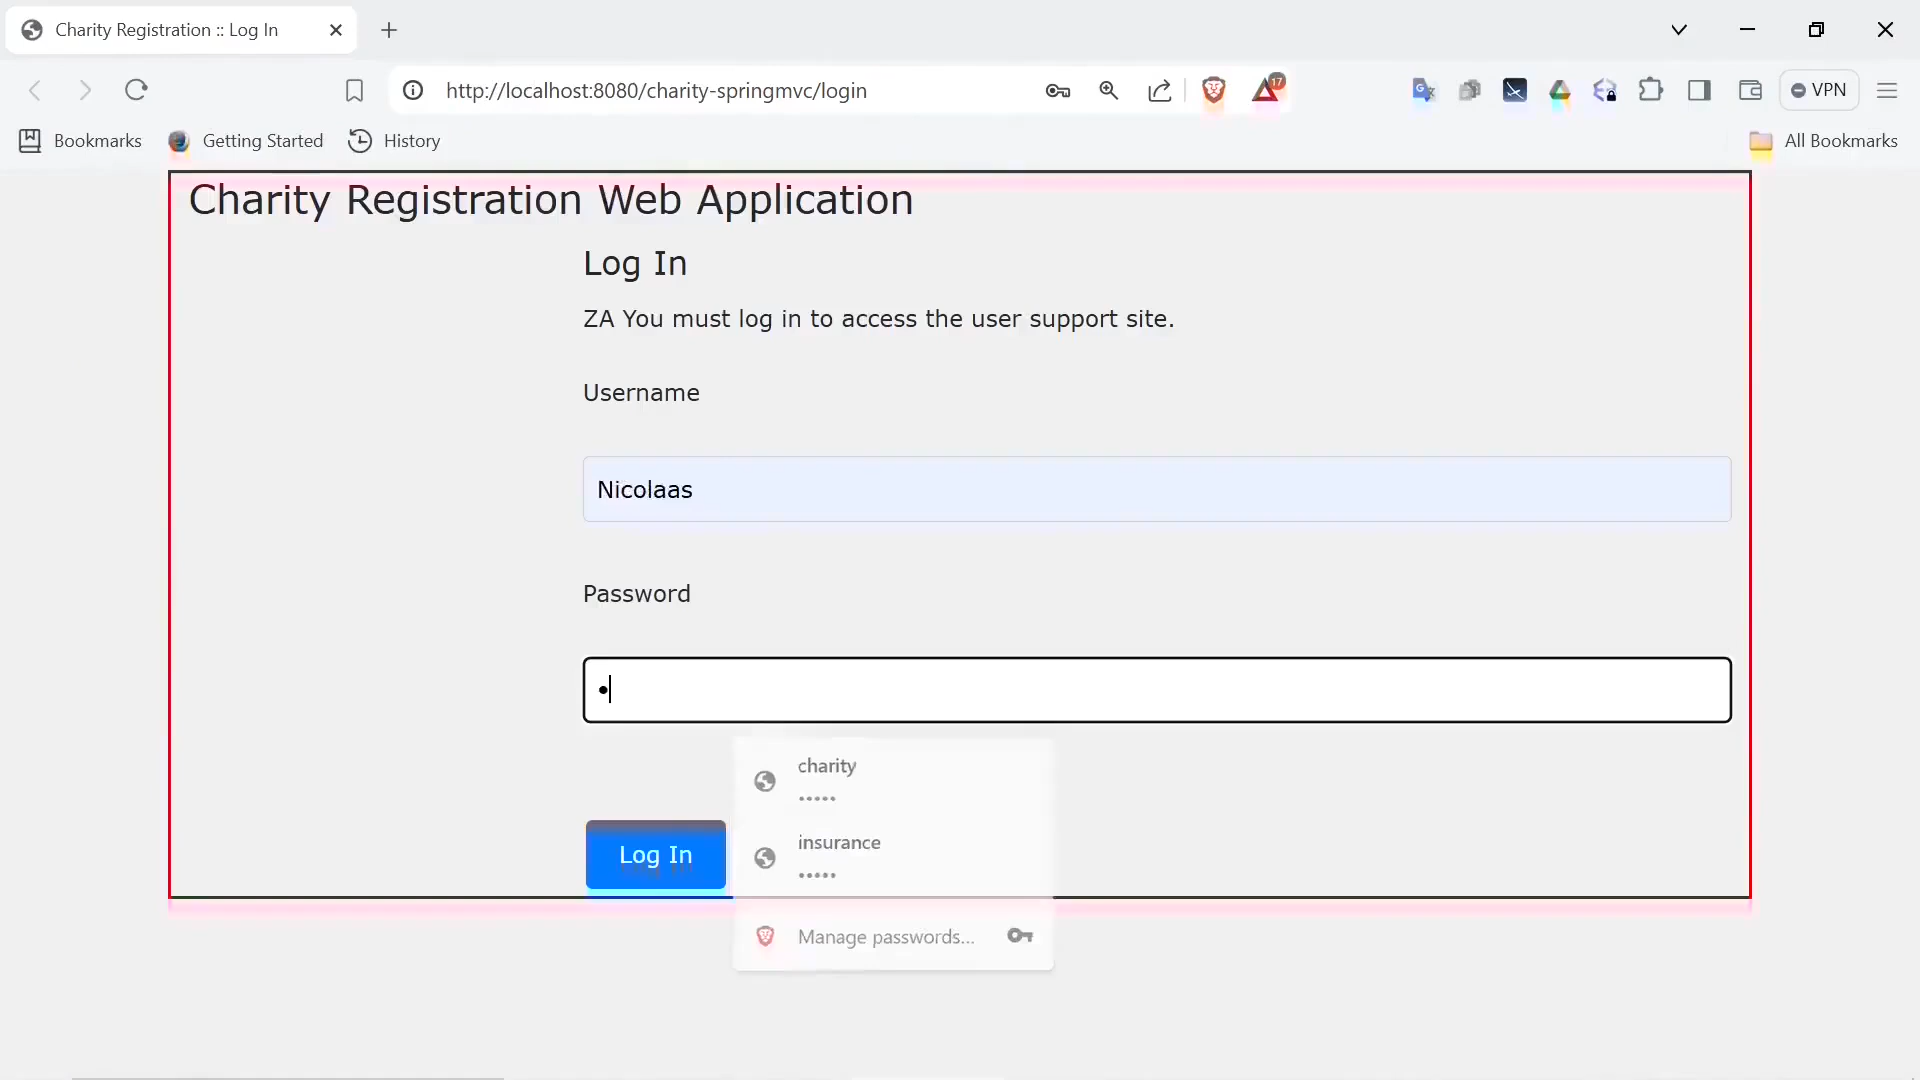 Charity Registration :: Log In
http://localhost:8080/charity-springmvc/login
17
VPN
Bookmarks
Getting Started
History
All Bookmarks
Charity Registration Web Application
Log In
ZA You must log in to access the user support site.
Username
Nicolaas
Password
charity
insurance
Log In
Manage passwords...